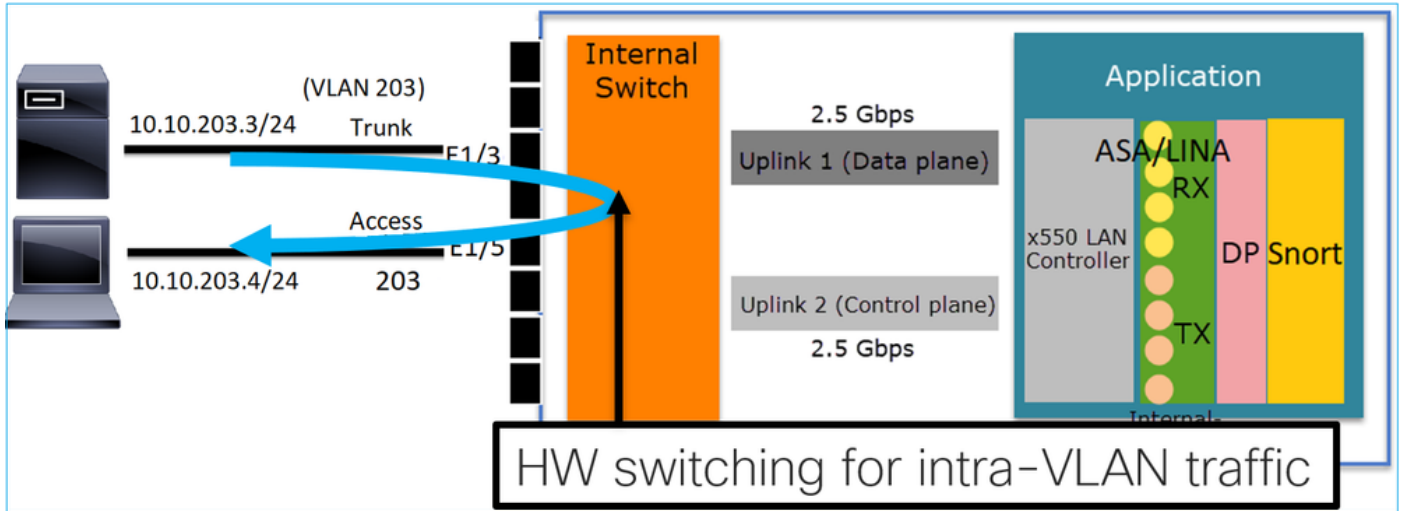 (VLAN 203)
10.10.203.3/24
Trunk
E1/3
Access
E1/5
10.10.203.4/24
203
Internal
Switch
2.5 Gbps
Uplink 1 (Data plane)
Uplink 2 (Control plane)
2.5 Gbps
Application
x550 LAN
Controller
ASA/LINA
RX
TX
DP
Snort
Internal-
HW switching for intra-VLAN traffic